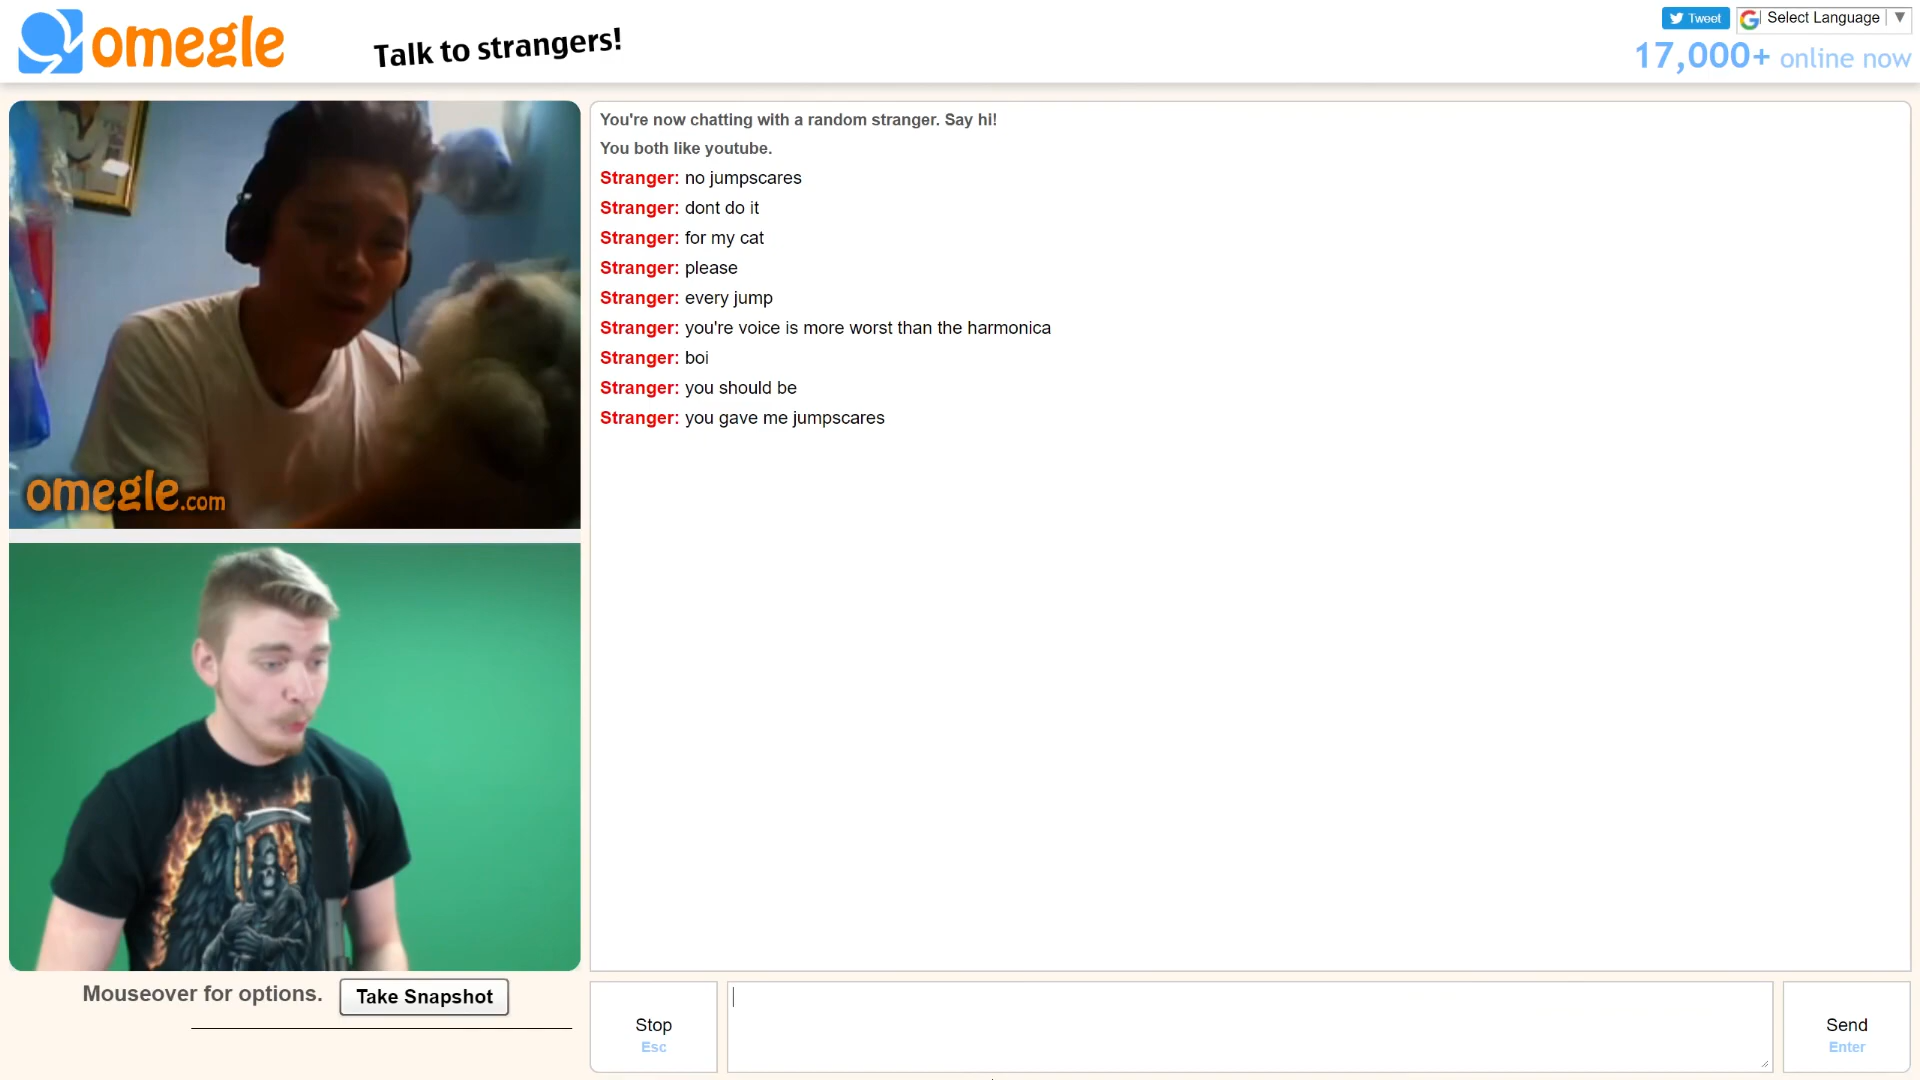 omegle
Talk to strangers!
Tweet
Select Language
17,000+ online now
You're now chatting with a random stranger. Say hi!
You both like youtube.
Stranger: no jumpscares
Stranger: dont do it
Stranger: for my cat
Stranger: please
Stranger: every jump
Stranger: you're voice is more worst than the harmonica
Stranger: boi
Stranger: you should be
Stranger: you gave me jumpscares
omegle.com
Mouseover for options.
Take Snapshot
Stop
Esc
Send
Enter